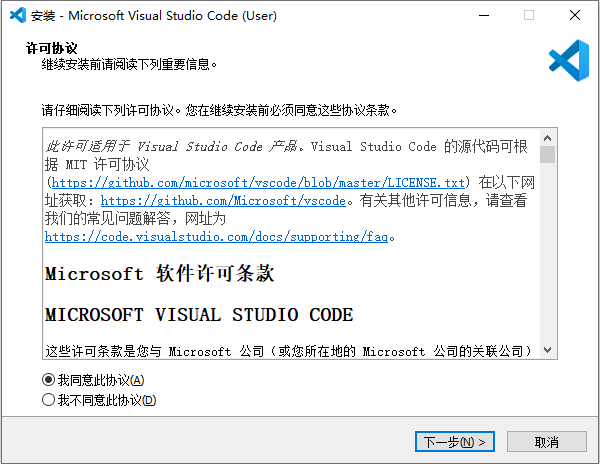 安装 - Microsoft Visual Studio Code (User)
许可协议
继续安装前请阅读下列重要信息。
请仔细阅读下列许可协议。您在继续安装前必须同意这些协议条款。
此许可适用于 Visual Studio Code 产品。Visual Studio Code 的源代码可根
据 MIT 许可协议
(https://github.com/microsoft/vscode/blob/master/LICENSE.txt) 在以下网
址获取：https://github.com/Microsoft/vscode。有关其他许可信息，请查看
我们的常见问题解答，网址为
https://code.visualstudio.com/docs/supporting/faq。
Microsoft 软件许可条款
MICROSOFT VISUAL STUDIO CODE
这些许可条款是您与 Microsoft 公司（或您所在地的 Microsoft 公司的关联公司）
我同意此协议(A)
我不同意此协议(D)
下一步(N) >
取消